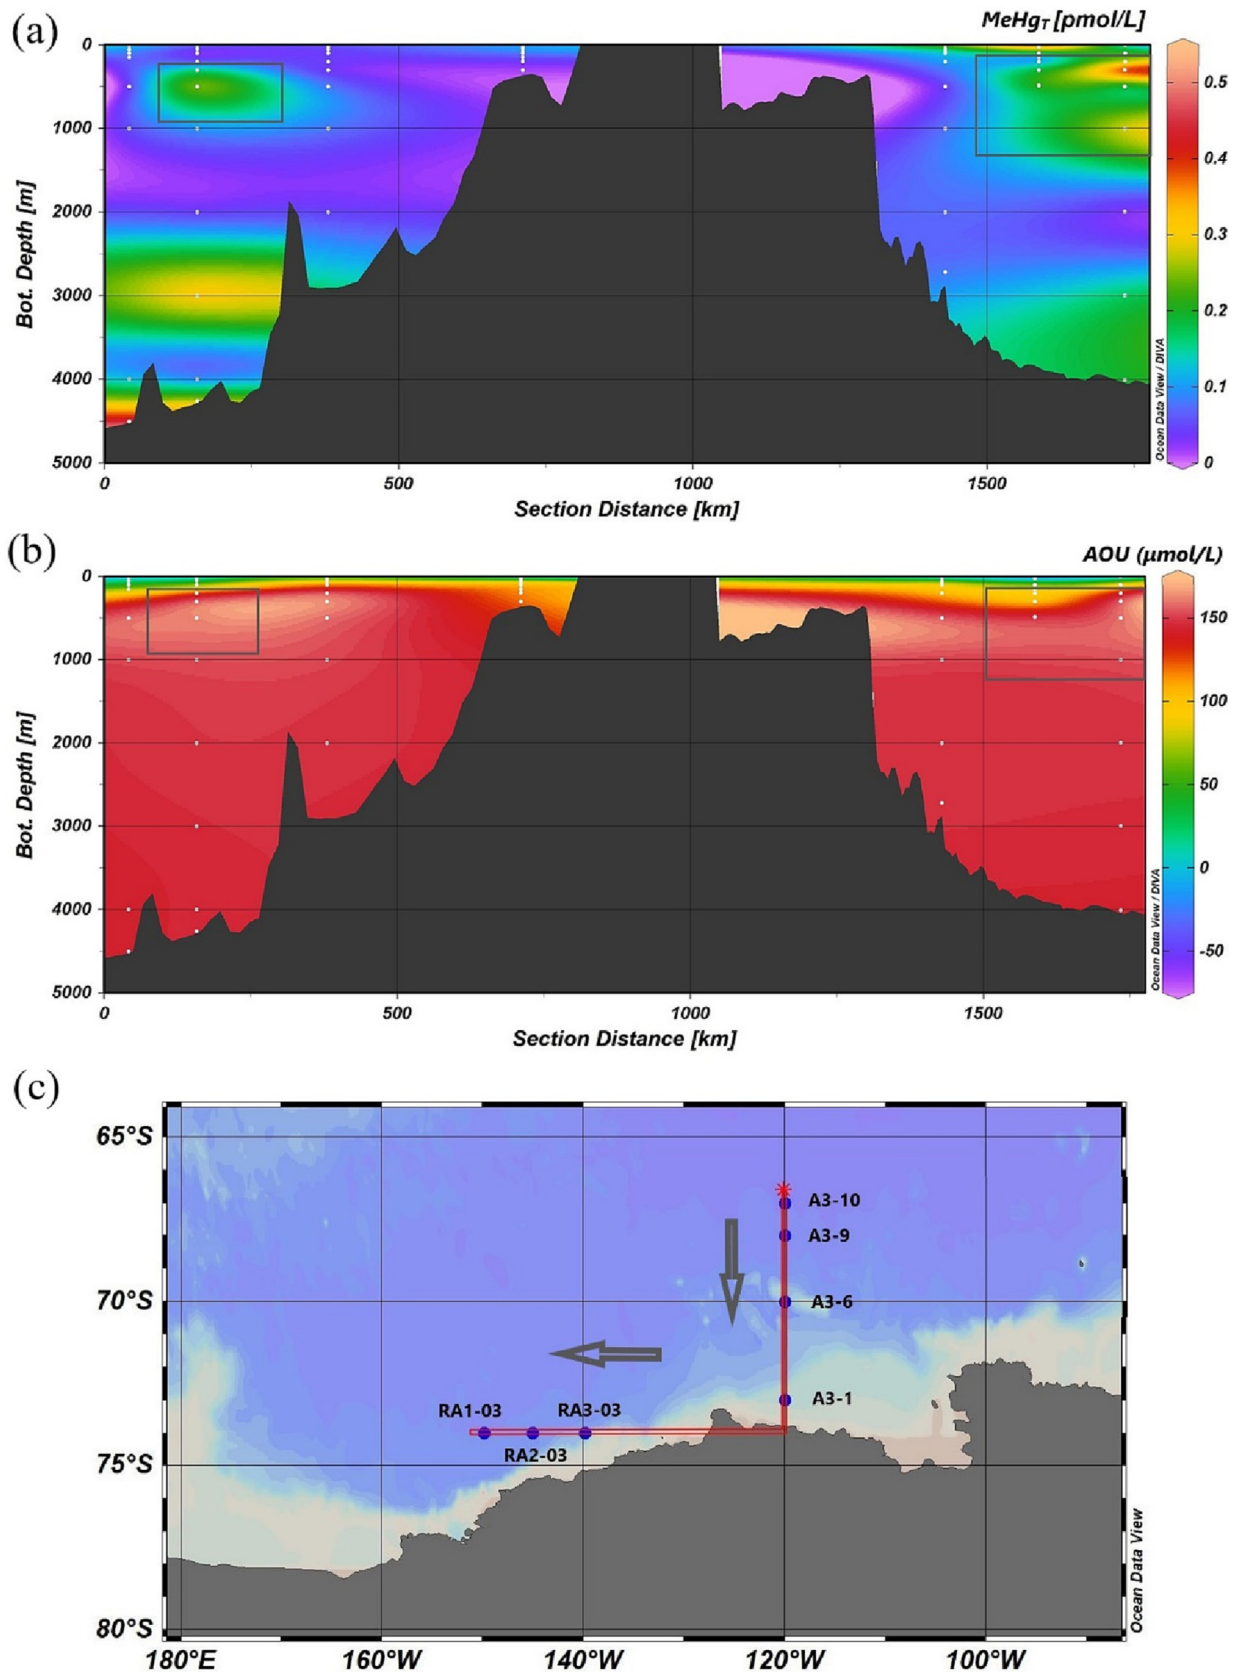 (a)
MeHgT [pmol/L]
0
1000
2000
3000
4000
5000
Bot. Depth [m]
0
500
1000
1500
Section Distance [km]
0.5
0.4
0.3
0.2
0.1
0
Ocean Data View / DIVA
(b)
AOU (μmol/L)
0
1000
2000
3000
4000
5000
Bot. Depth [m]
0
500
1000
1500
Section Distance [km]
150
100
50
0
-50
Ocean Data View / DIVA
(c)
65°S
70°S
75°S
80°S
A3-10
A3-9
A3-6
A3-1
RA1-03
RA3-03
RA2-03
180°E
160°W
140°W
120°W
100°W
Ocean Data View